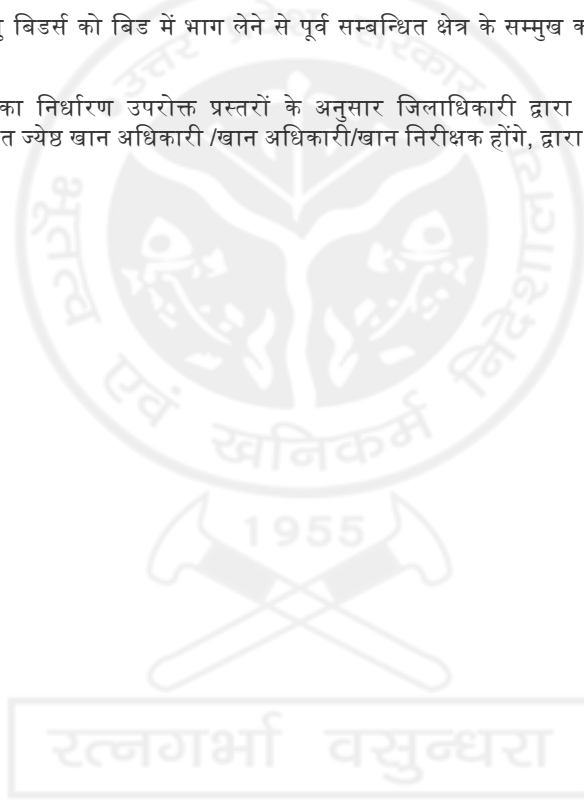 बिडर्स को बिड में भाग लेने से पूर्व सम्बन्धित क्षेत्र के सम्मुख
का निर्धारण उपरोक्त प्रस्तरों के अनुसार जिलाधिकारी द्वारा
त ज्येष्ठ खान अधिकारी /खान अधिकारी/खान निरीक्षक होंगे, द्वारा
उत्तर प्रदेश सरकार
भूतत्व एवं खनिकर्म निदेशालय
1955
रत्नगर्भा वसुन्धरा